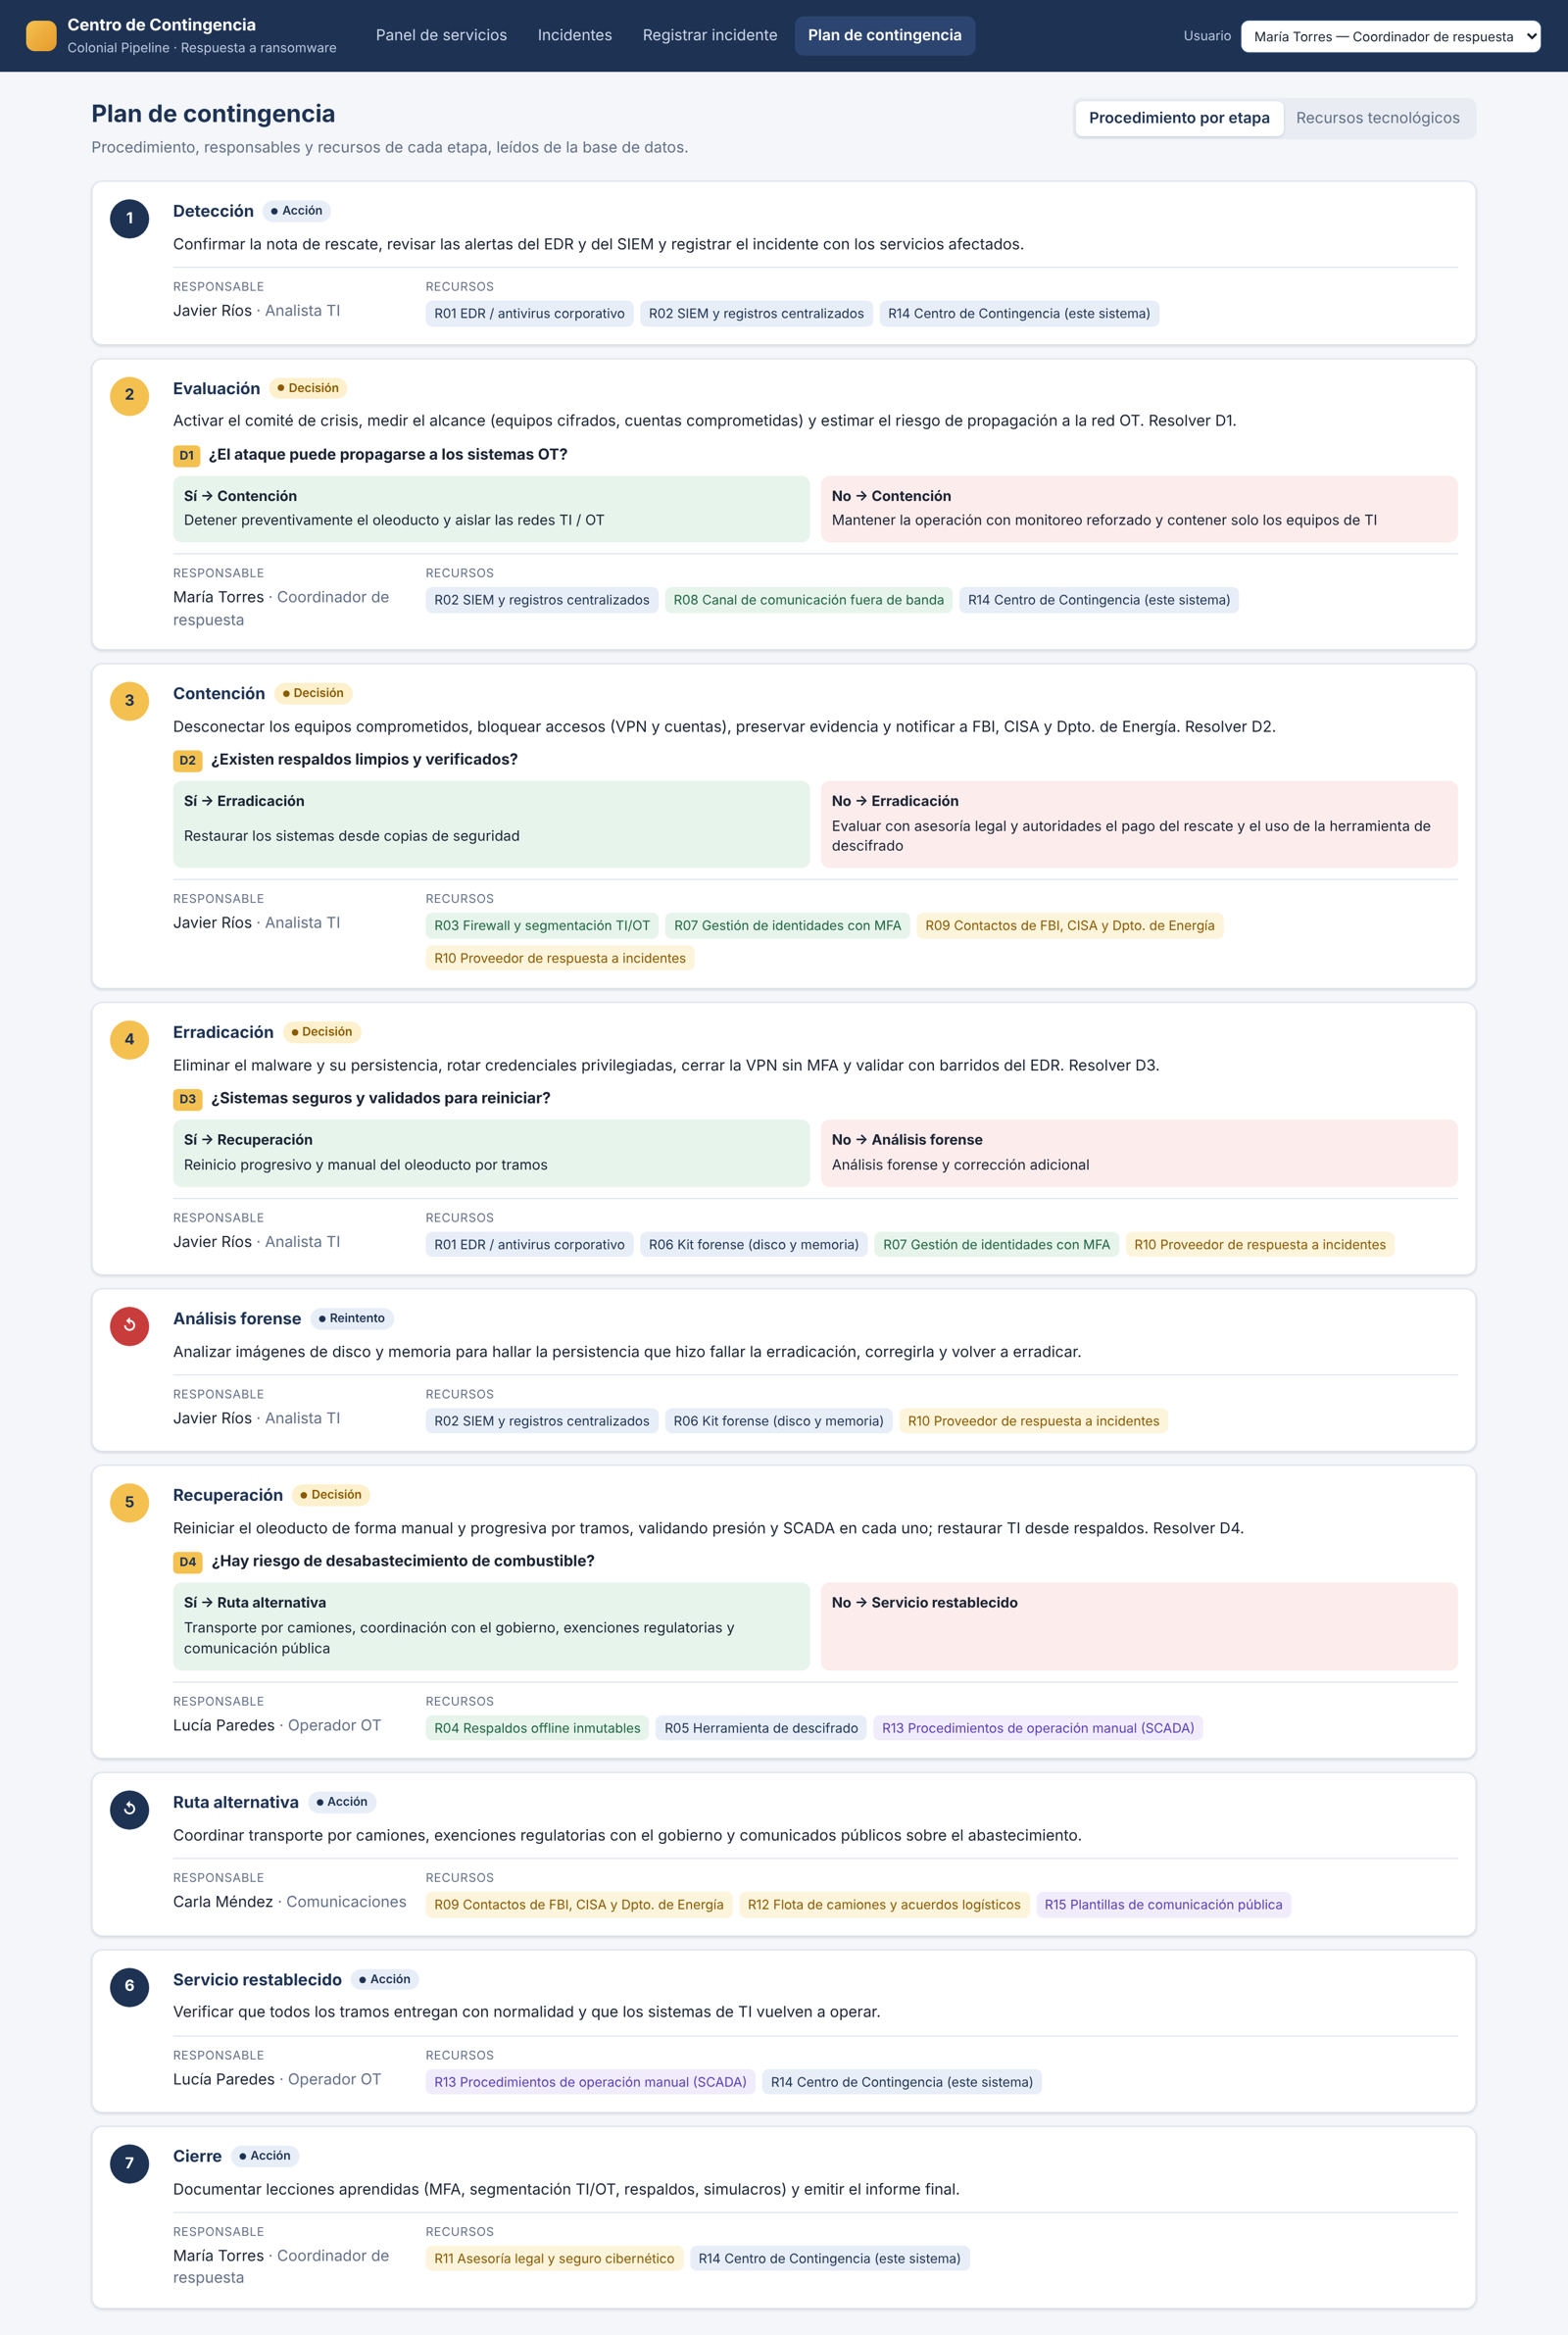 Centro de Contingencia
Colonial Pipeline · Respuesta a ransomware
Panel de servicios
Incidentes
Registrar incidente
Plan de contingencia
Usuario
María Torres — Coordinador de respuesta
Plan de contingencia
Procedimiento, responsables y recursos de cada etapa, leídos de la base de datos.
Procedimiento por etapa
Recursos tecnológicos
1
Detección
Acción
Confirmar la nota de rescate, revisar las alertas del EDR y del SIEM y registrar el incidente con los servicios afectados.
RESPONSABLE
Javier Ríos · Analista TI
RECURSOS
R01 EDR / antivirus corporativo
R02 SIEM y registros centralizados
R14 Centro de Contingencia (este sistema)
2
Evaluación
Decisión
Activar el comité de crisis, medir el alcance (equipos cifrados, cuentas comprometidas) y estimar el riesgo de propagación a la red OT. Resolver D1.
D1 ¿El ataque puede propagarse a los sistemas OT?
Sí → Contención
Detener preventivamente el oleoducto y aislar las redes TI / OT
No → Contención
Mantener la operación con monitoreo reforzado y contener solo los equipos de TI
RESPONSABLE
María Torres · Coordinador de
respuesta
RECURSOS
R02 SIEM y registros centralizados
R08 Canal de comunicación fuera de banda
R14 Centro de Contingencia (este sistema)
3
Contención
Decisión
Desconectar los equipos comprometidos, bloquear accesos (VPN y cuentas), preservar evidencia y notificar a FBI, CISA y Dpto. de Energía. Resolver D2.
D2 ¿Existen respaldos limpios y verificados?
Sí → Erradicación
Restaurar los sistemas desde copias de seguridad
No → Erradicación
Evaluar con asesoría legal y autoridades el pago del rescate y el uso de la herramienta de
descifrado
RESPONSABLE
Javier Ríos · Analista TI
RECURSOS
R03 Firewall y segmentación TI/OT
R07 Gestión de identidades con MFA
R09 Contactos de FBI, CISA y Dpto. de Energía
R10 Proveedor de respuesta a incidentes
4
Erradicación
Decisión
Eliminar el malware y su persistencia, rotar credenciales privilegiadas, cerrar la VPN sin MFA y validar con barridos del EDR. Resolver D3.
D3 ¿Sistemas seguros y validados para reiniciar?
Sí → Recuperación
Reinicio progresivo y manual del oleoducto por tramos
No → Análisis forense
Análisis forense y corrección adicional
RESPONSABLE
Javier Ríos · Analista TI
RECURSOS
R01 EDR / antivirus corporativo
R06 Kit forense (disco y memoria)
R07 Gestión de identidades con MFA
R10 Proveedor de respuesta a incidentes
Análisis forense
Reintento
Analizar imágenes de disco y memoria para hallar la persistencia que hizo fallar la erradicación, corregirla y volver a erradicar.
RESPONSABLE
Javier Ríos · Analista TI
RECURSOS
R02 SIEM y registros centralizados
R06 Kit forense (disco y memoria)
R10 Proveedor de respuesta a incidentes
5
Recuperación
Decisión
Reiniciar el oleoducto de forma manual y progresiva por tramos, validando presión y SCADA en cada uno; restaurar TI desde respaldos. Resolver D4.
D4 ¿Hay riesgo de desabastecimiento de combustible?
Sí → Ruta alternativa
Transporte por camiones, coordinación con el gobierno, exenciones regulatorias y
comunicación pública
No → Servicio restablecido
RESPONSABLE
Lucía Paredes · Operador OT
RECURSOS
R04 Respaldos offline inmutables
R05 Herramienta de descifrado
R13 Procedimientos de operación manual (SCADA)
Ruta alternativa
Acción
Coordinar transporte por camiones, exenciones regulatorias con el gobierno y comunicados públicos sobre el abastecimiento.
RESPONSABLE
Carla Méndez · Comunicaciones
RECURSOS
R09 Contactos de FBI, CISA y Dpto. de Energía
R12 Flota de camiones y acuerdos logísticos
R15 Plantillas de comunicación pública
6
Servicio restablecido
Acción
Verificar que todos los tramos entregan con normalidad y que los sistemas de TI vuelven a operar.
RESPONSABLE
Lucía Paredes · Operador OT
RECURSOS
R13 Procedimientos de operación manual (SCADA)
R14 Centro de Contingencia (este sistema)
7
Cierre
Acción
Documentar lecciones aprendidas (MFA, segmentación TI/OT, respaldos, simulacros) y emitir el informe final.
RESPONSABLE
María Torres · Coordinador de
respuesta
RECURSOS
R11 Asesoría legal y seguro cibernético
R14 Centro de Contingencia (este sistema)